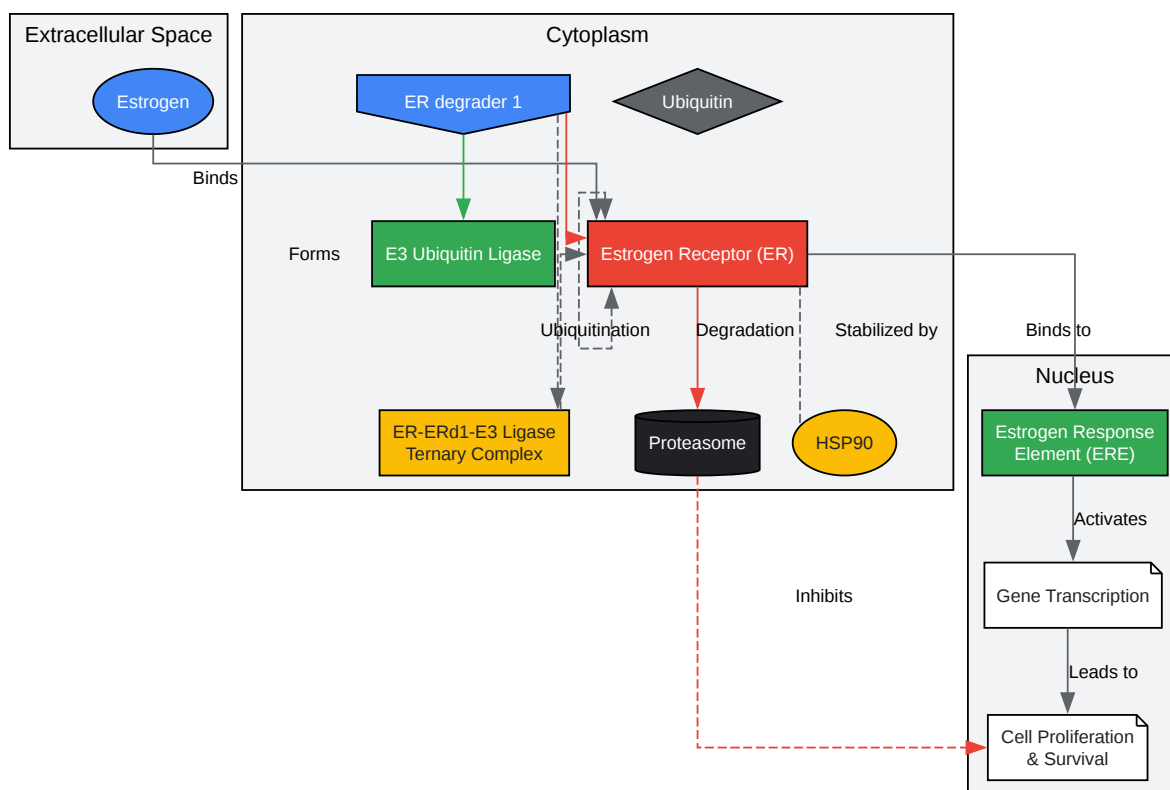 Extracellular Space
Cytoplasm
Estrogen
ER degrader 1
Ubiquitin
Binds
Forms
E3 Ubiquitin Ligase
Estrogen Receptor (ER)
Ubiquitination
Degradation
Stabilized by
Binds to
Nucleus
ER-ERd1-E3 Ligase
Ternary Complex
Proteasome
HSP90
Estrogen Response
Element (ERE)
Activates
Inhibits
Gene Transcription
Leads to
Cell Proliferation
& Survival